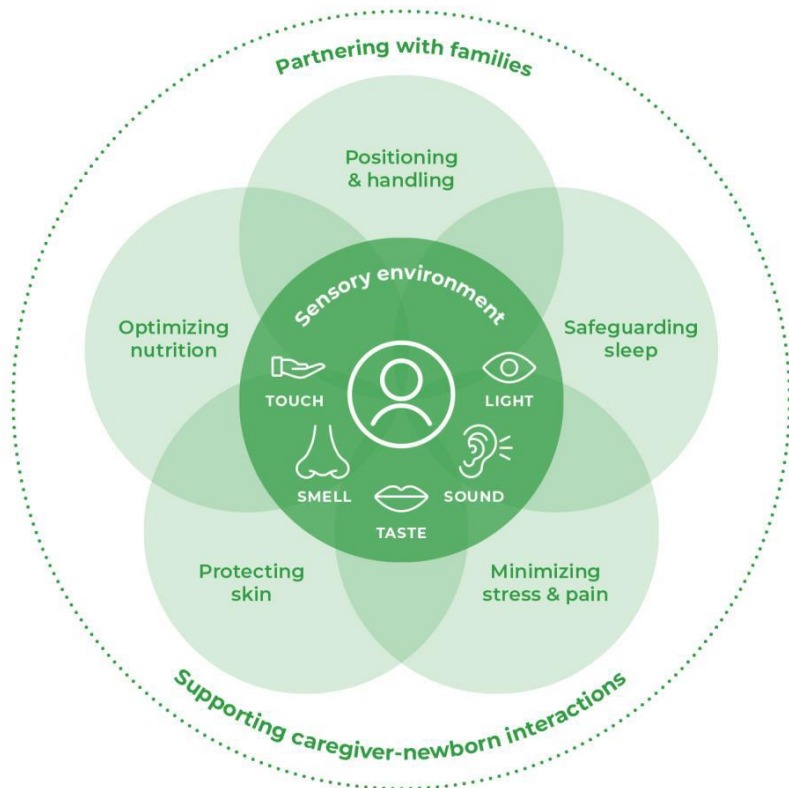 Partnering with families
Positioning
& handling
Optimizing
nutrition
Sensory environment
Safeguarding
sleep
TOUCH
LIGHT
SMELL
SOUND
TASTE
Protecting
skin
Minimizing
stress & pain
Supporting caregiver-newborn interactions